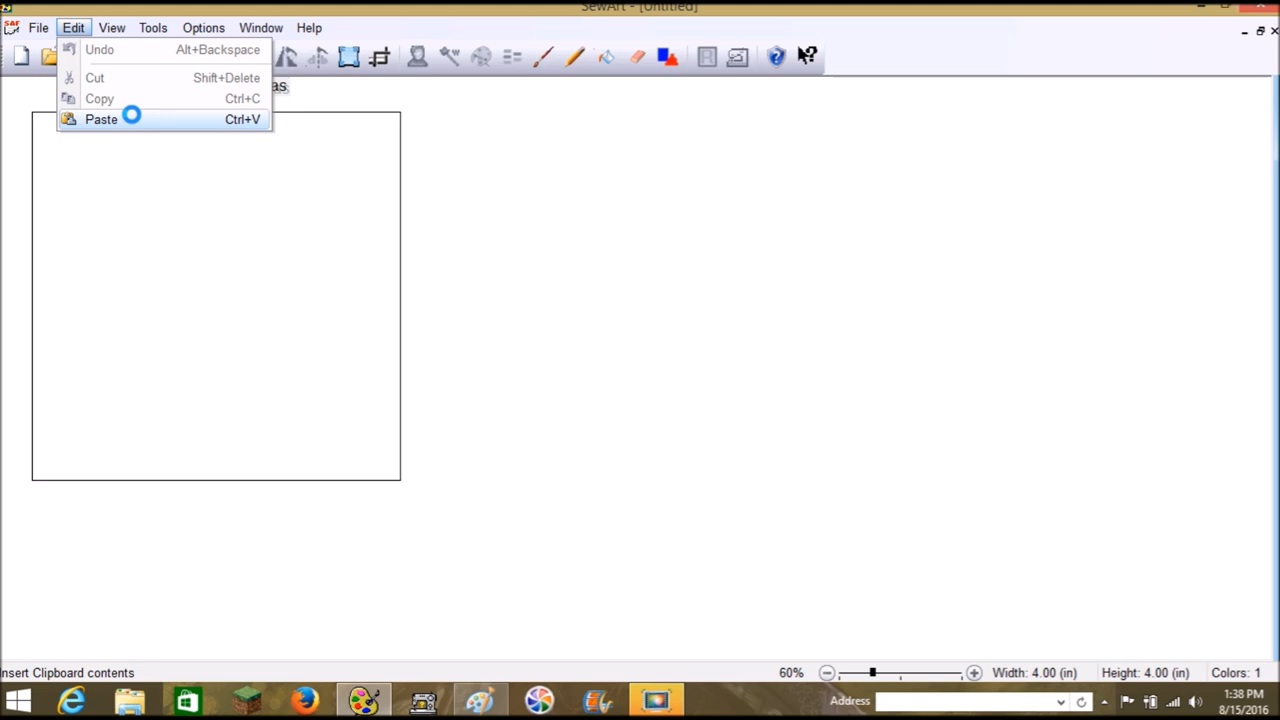 SewArt - [Untitled]
SAF File Edit View Tools Options Window Help
Undo Alt+Backspace
Cut Shift+Delete
Copy Ctrl+C
Paste Ctrl+V
as
nsert Clipboard contents 60% Width: 4.00 (in) Height: 4.00 (in) Colors: 1
Address 1:38 PM
8/15/2016